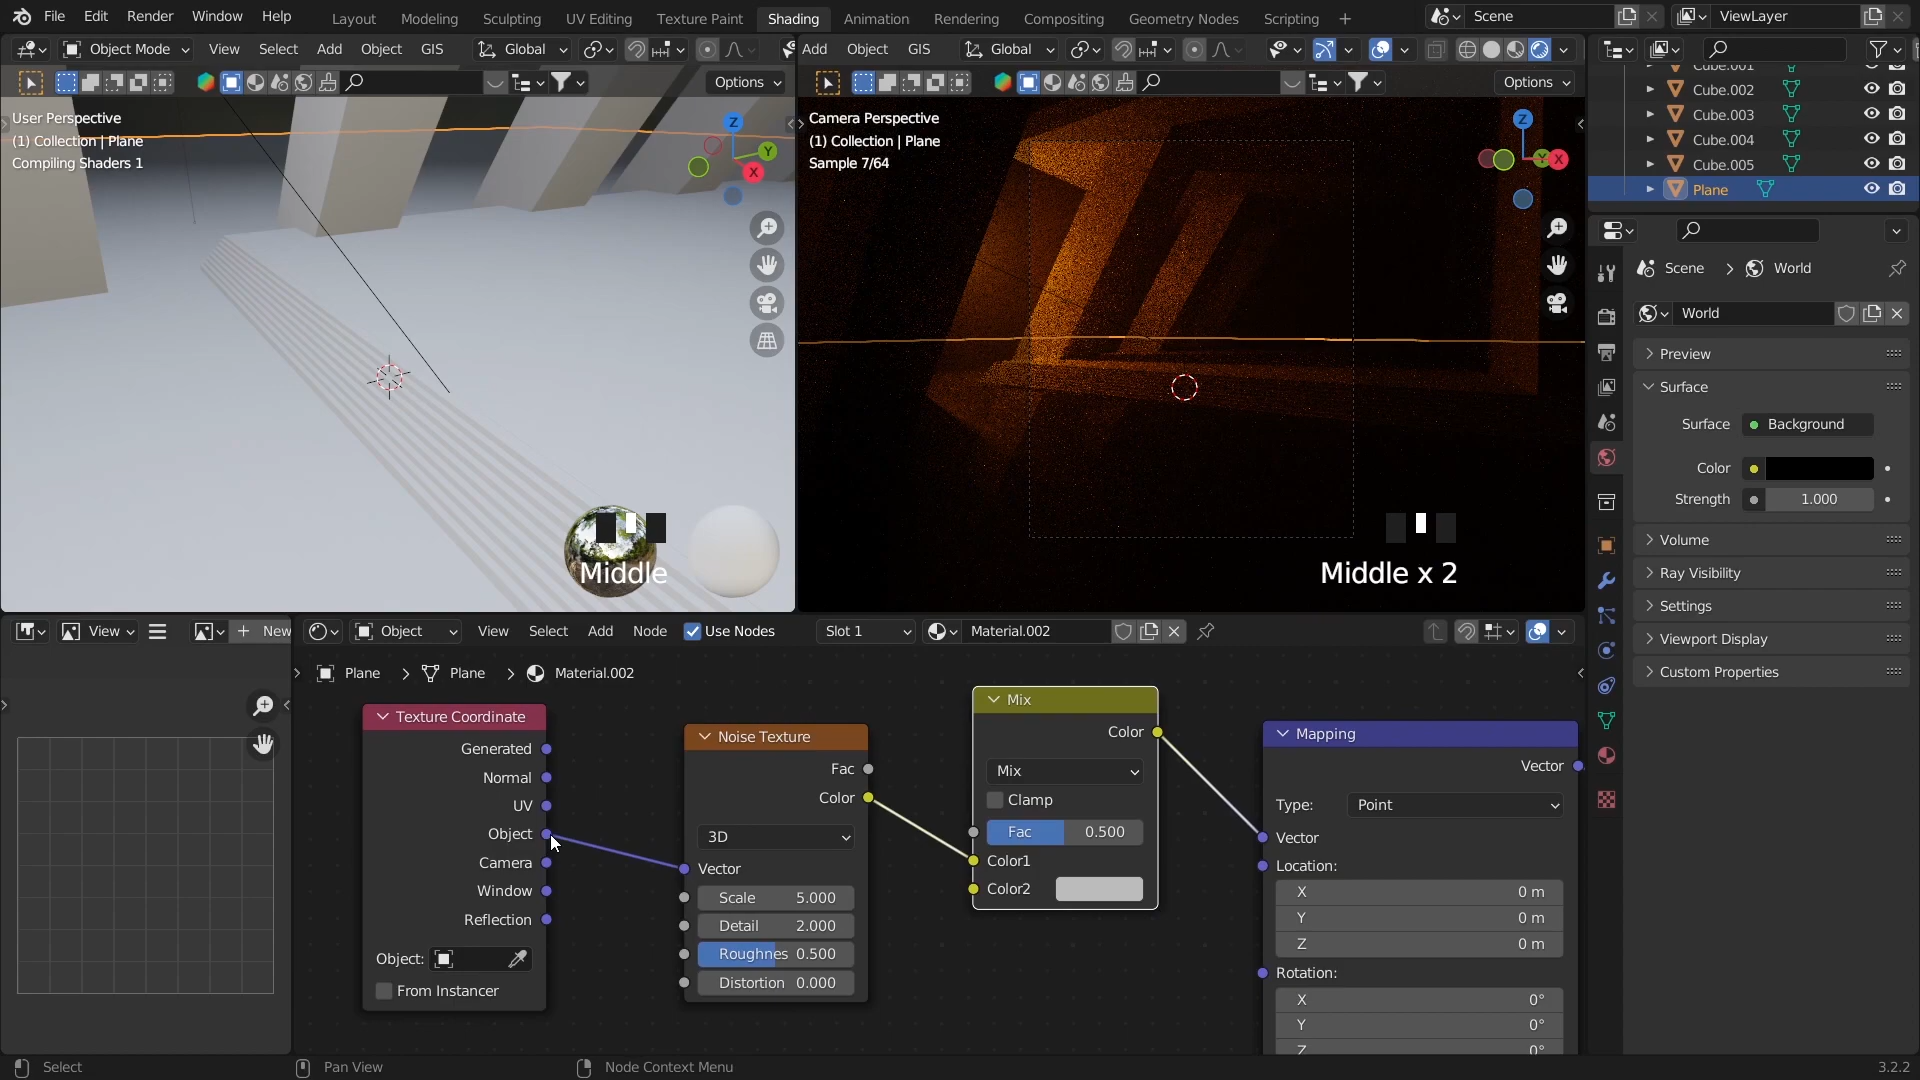 File Edit Render Window Help
Layout Modeling Sculpting UV Editing Texture Paint Shading Animation Rendering Compositing Geometry Nodes Scripting +
Scene
ViewLayer
Object Mode View Select Add Object GIS Global
Add Object GIS Global
Options
Options
User Perspective
(1) Collection | Plane
Compiling Shaders 1
Z
Y
X
Middle
Camera Perspective
(1) Collection | Plane
Sample 7/64
Z
Y
X
Middle x 2
Cube.001
Cube.002
Cube.003
Cube.004
Cube.005
Plane
Scene > World
World
Preview
Surface
Surface Background
Color
Strength 1.000
Volume
Ray Visibility
Settings
Viewport Display
Custom Properties
View
+ New
Object View Select Add Node Use Nodes Slot 1 Material.002
Plane > Plane > Material.002
Texture Coordinate
Generated
Normal
UV
Object
Camera
Window
Reflection
Object:
From Instancer
Noise Texture
Fac
Color
3D
Vector
Scale 5.000
Detail 2.000
Roughnes 0.500
Distortion 0.000
Mix
Color
Mix
Clamp
Fac 0.500
Color1
Color2
Mapping
Vector
Type: Point
Vector
Location:
X 0 m
Y 0 m
Z 0 m
Rotation:
X 0°
Y 0°
Z 0°
Select
Pan View
Node Context Menu
3.2.2